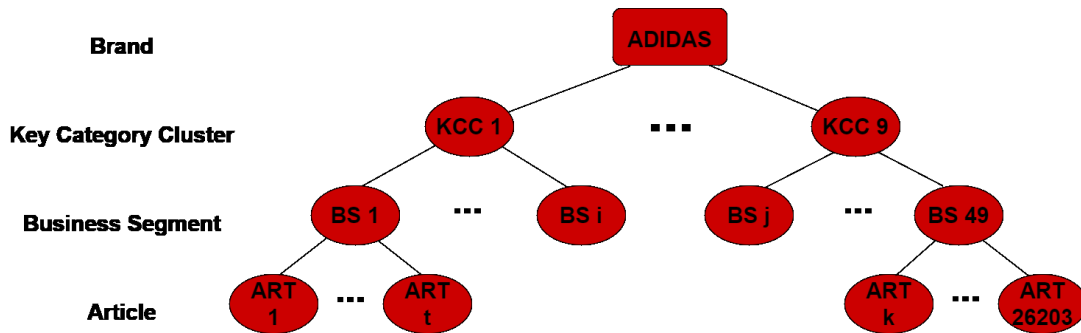 Brand
ADIDAS
Key Category Cluster
KCC 1
...
KCC 9
Business Segment
BS 1
...
BS i
BS j
...
BS 49
Article
ART
1
...
ART
t
...
ART
k
...
ART
26203